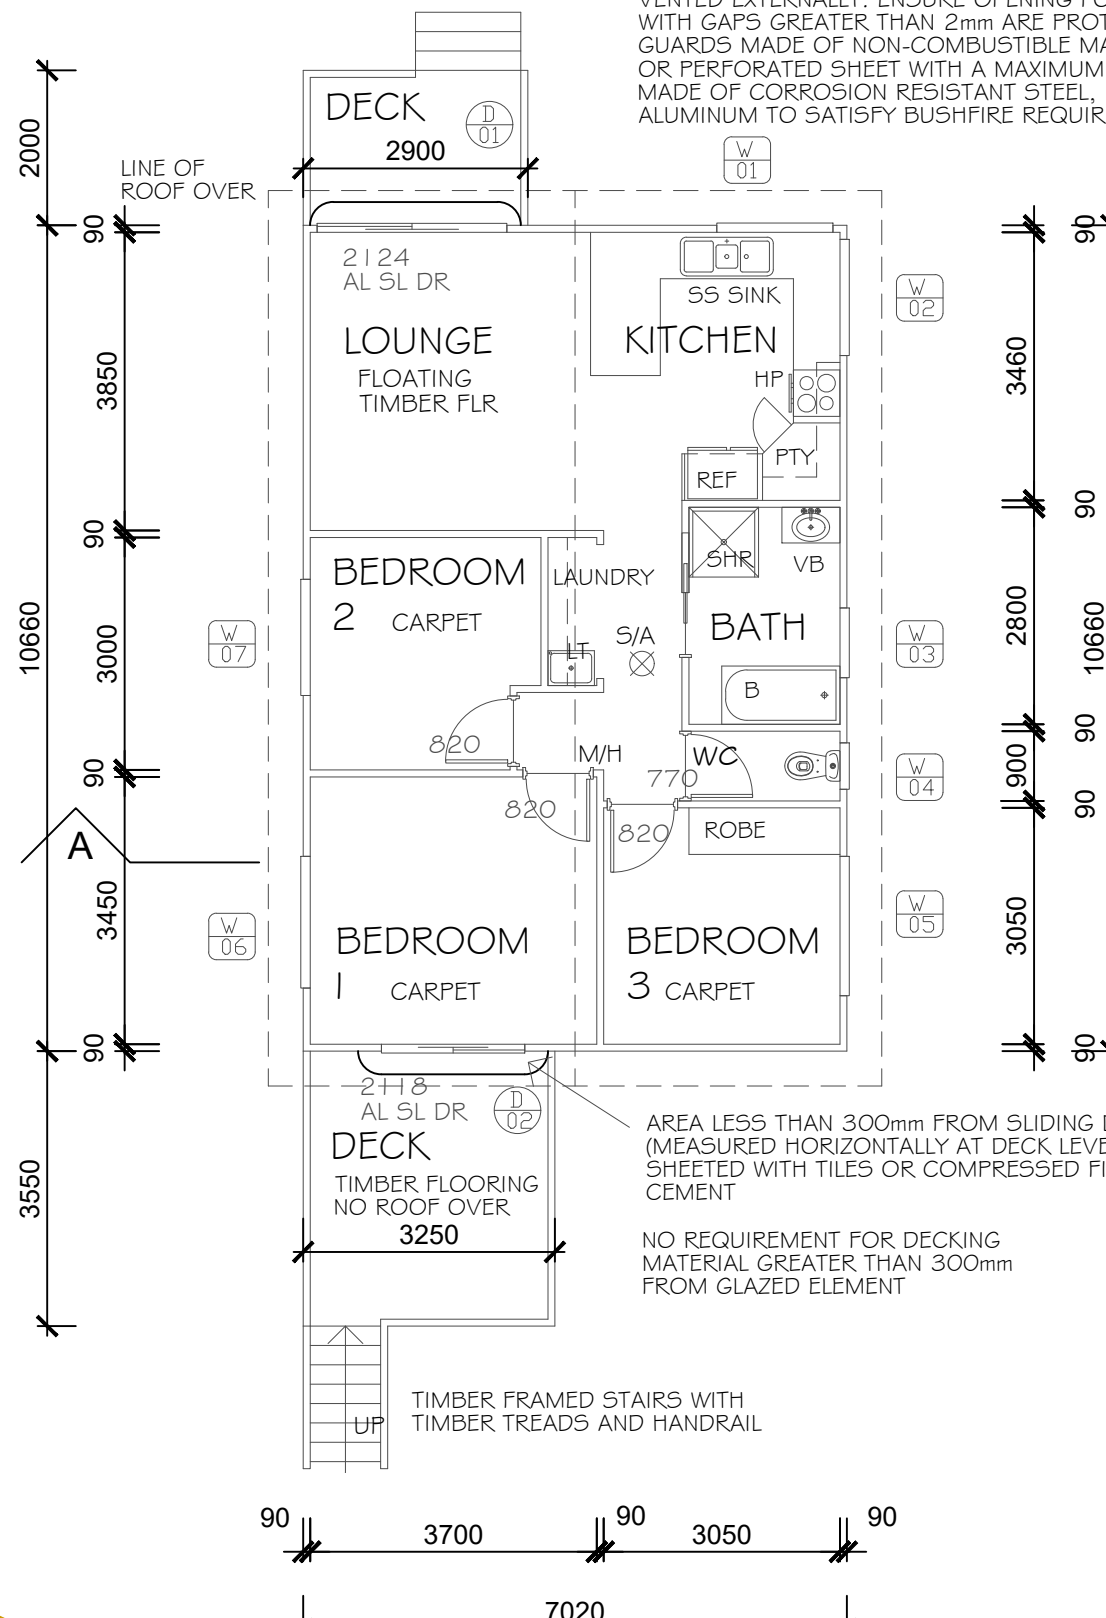 VENTED EXTERNALLY. ENSURE OPENING FO
WITH GAPS GREATER THAN 2mm ARE PROT
GUARDS MADE OF NON-COMBUSTIBLE MA
OR PERFORATED SHEET WITH A MAXIMUM
MADE OF CORROSION RESISTANT STEEL,
ALUMINUM TO SATISFY BUSHFIRE REQUIR
DECK
D
01
2900
2000
LINE OF
ROOF OVER
W
01
90
90
90
2124
AL SL DR
SS SINK
W
02
LOUNGE
FLOATING
TIMBER FLR
KITCHEN
3850
3460
HP
PTY
REF
90
90
90
SHR
VB
BEDROOM
2 CARPET
LAUNDRY
S/A
LT
BATH
B
10660
3000
W
07
W
03
2800
10660
820
M/H
770
WC
90
W
04
90
900
90
820
820
ROBE
A
3450
W
06
W
05
3050
BEDROOM
1 CARPET
BEDROOM
3 CARPET
90
90
2118
AL SL DR
D
02
DECK
TIMBER FLOORING
NO ROOF OVER
3250
3550
AREA LESS THAN 300mm FROM SLIDING D
(MEASURED HORIZONTALLY AT DECK LEVE
SHEETED WITH TILES OR COMPRESSED FI
CEMENT
NO REQUIREMENT FOR DECKING
MATERIAL GREATER THAN 300mm
FROM GLAZED ELEMENT
UP
TIMBER FRAMED STAIRS WITH
TIMBER TREADS AND HANDRAIL
90
3700
90
3050
90
7020